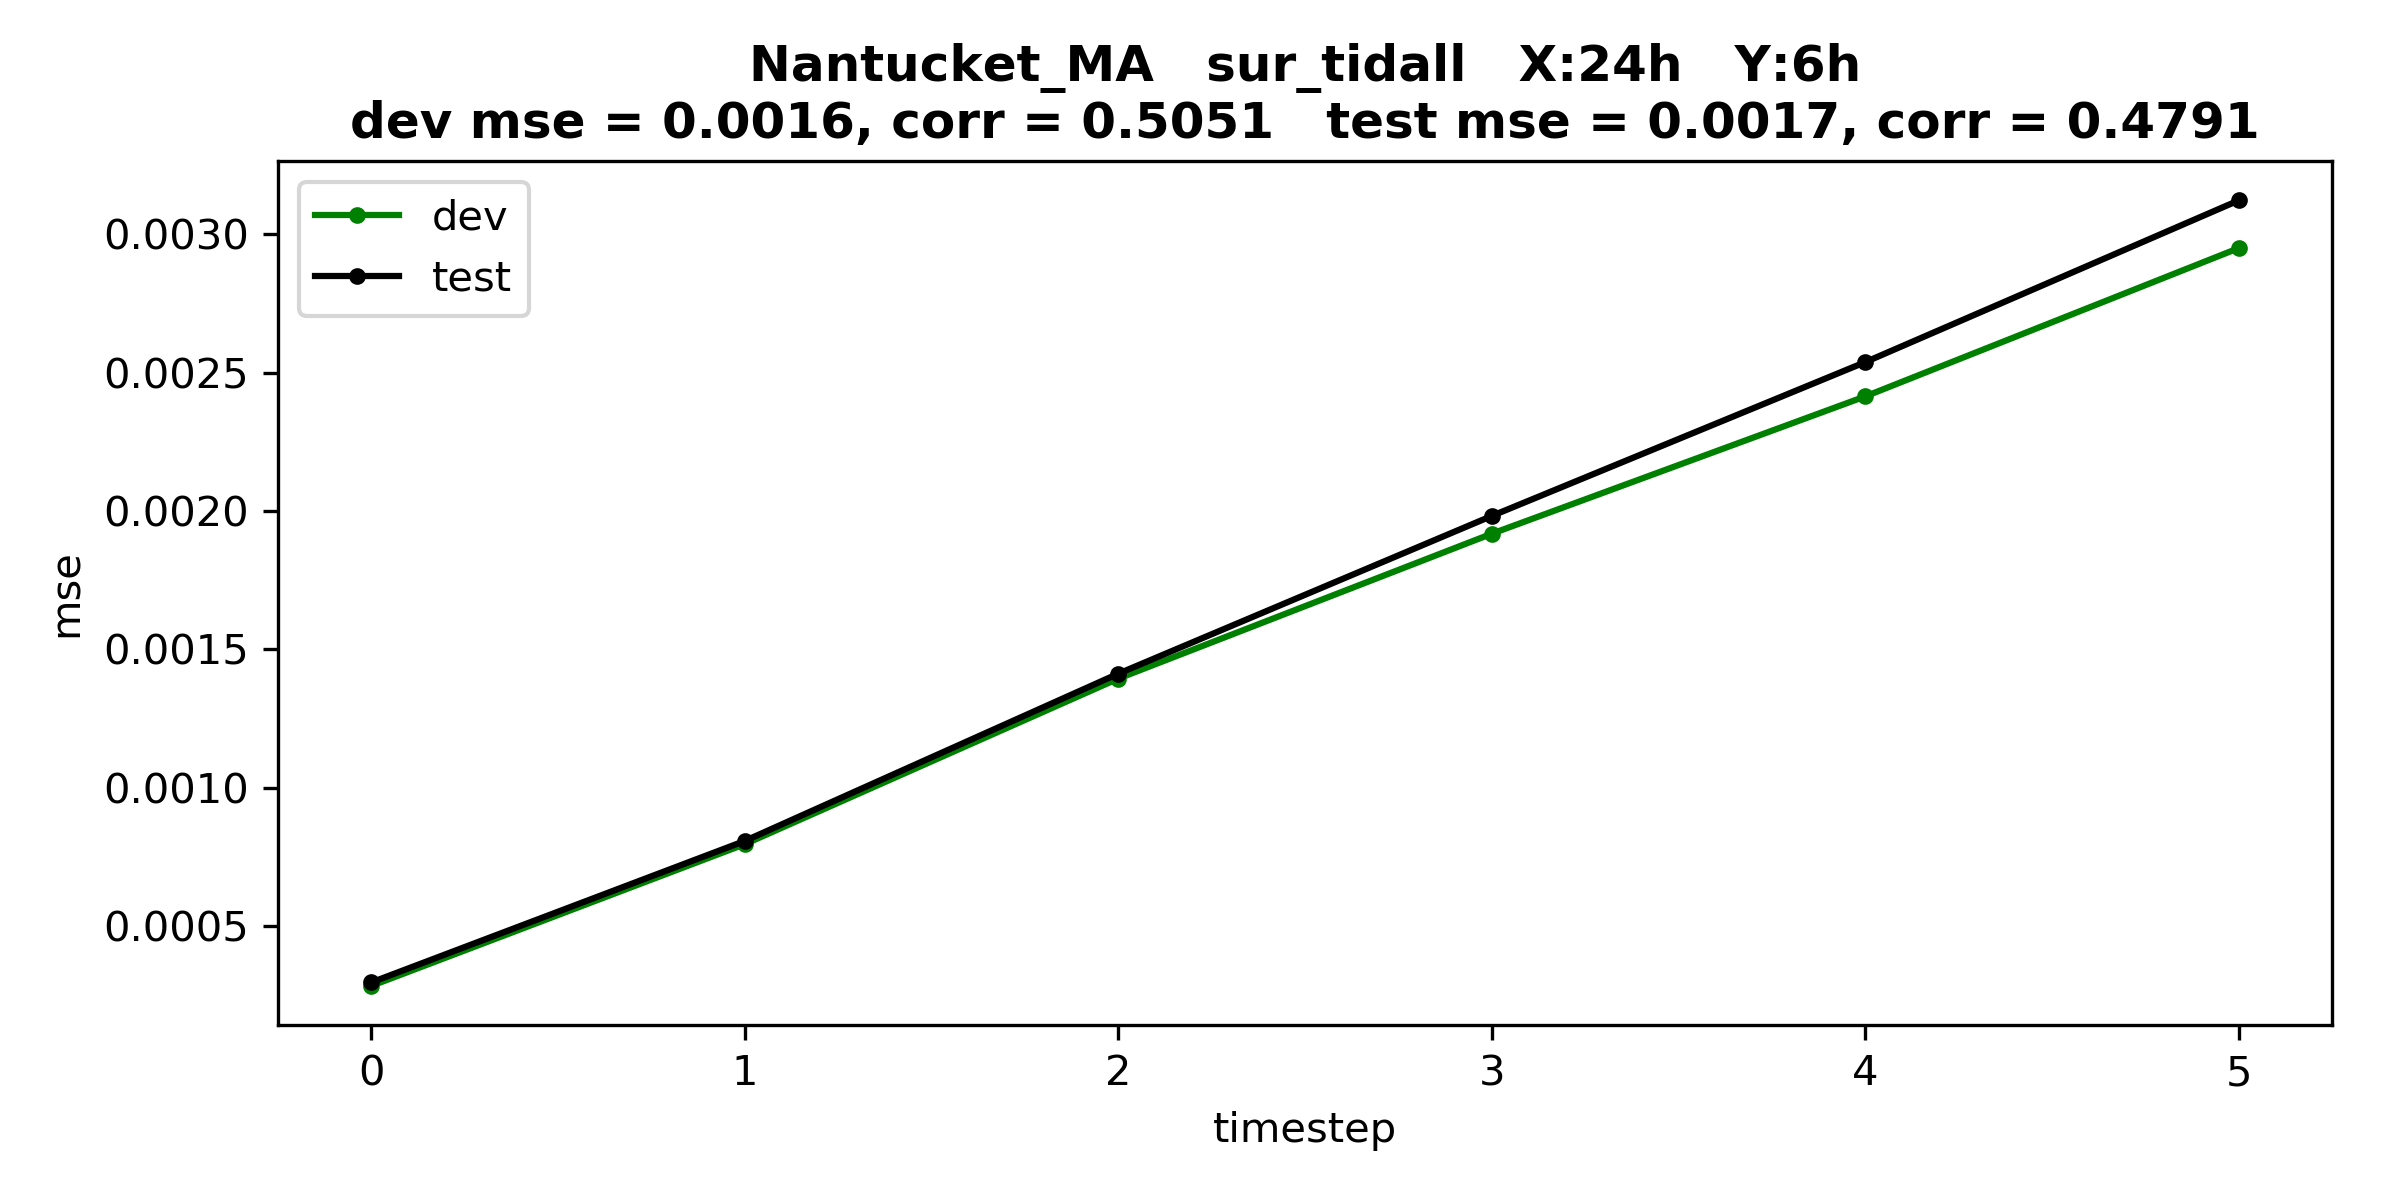 Nantucket_MA   sur_tidall   X:24h   Y:6h
dev mse = 0.0016, corr = 0.5051   test mse = 0.0017, corr = 0.4791
dev
test
0.0030
0.0025
0.0020
0.0015
0.0010
0.0005
mse
0 1 2 3 4 5
timestep